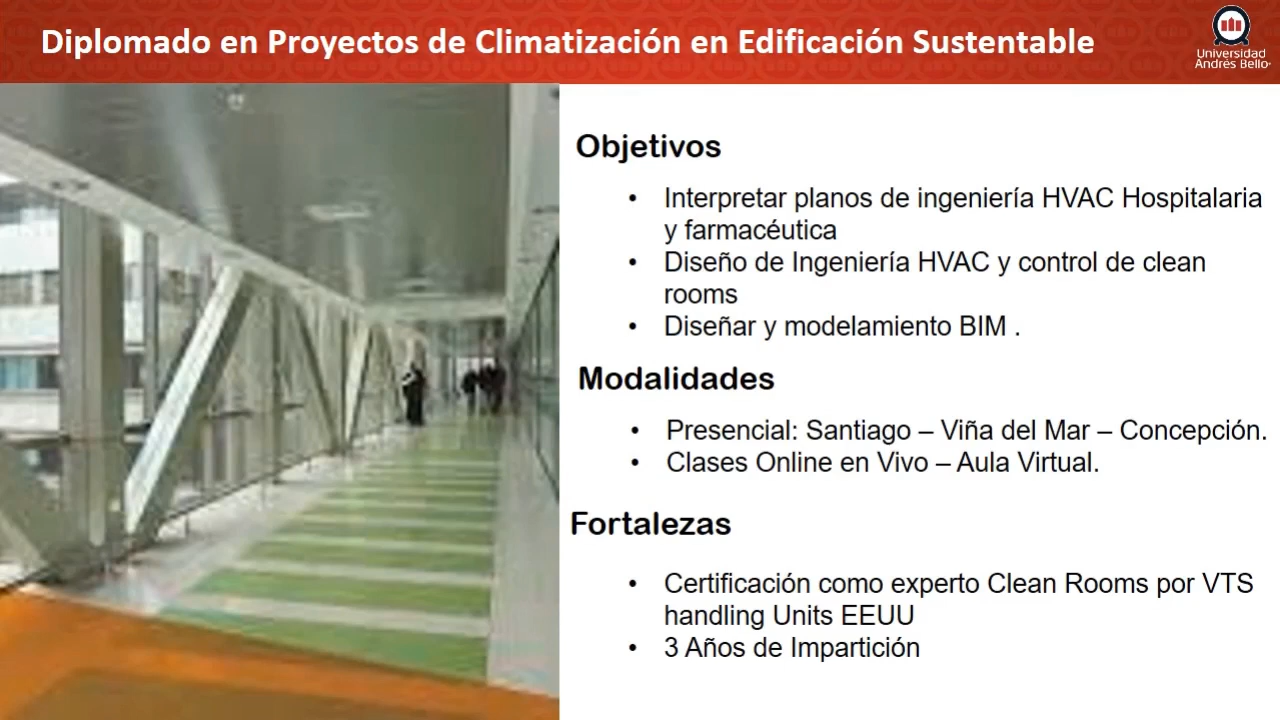 Diplomado en Proyectos de Climatización en Edificación Sustentable
Universidad
Andrés Bello
Objetivos
• Interpretar planos de ingeniería HVAC Hospitalaria
y farmacéutica
• Diseño de Ingeniería HVAC y control de clean
rooms
• Diseñar y modelamiento BIM .
Modalidades
• Presencial: Santiago – Viña del Mar – Concepción.
• Clases Online en Vivo – Aula Virtual.
Fortalezas
• Certificación como experto Clean Rooms por VTS
handling Units EEUU
• 3 Años de Impartición